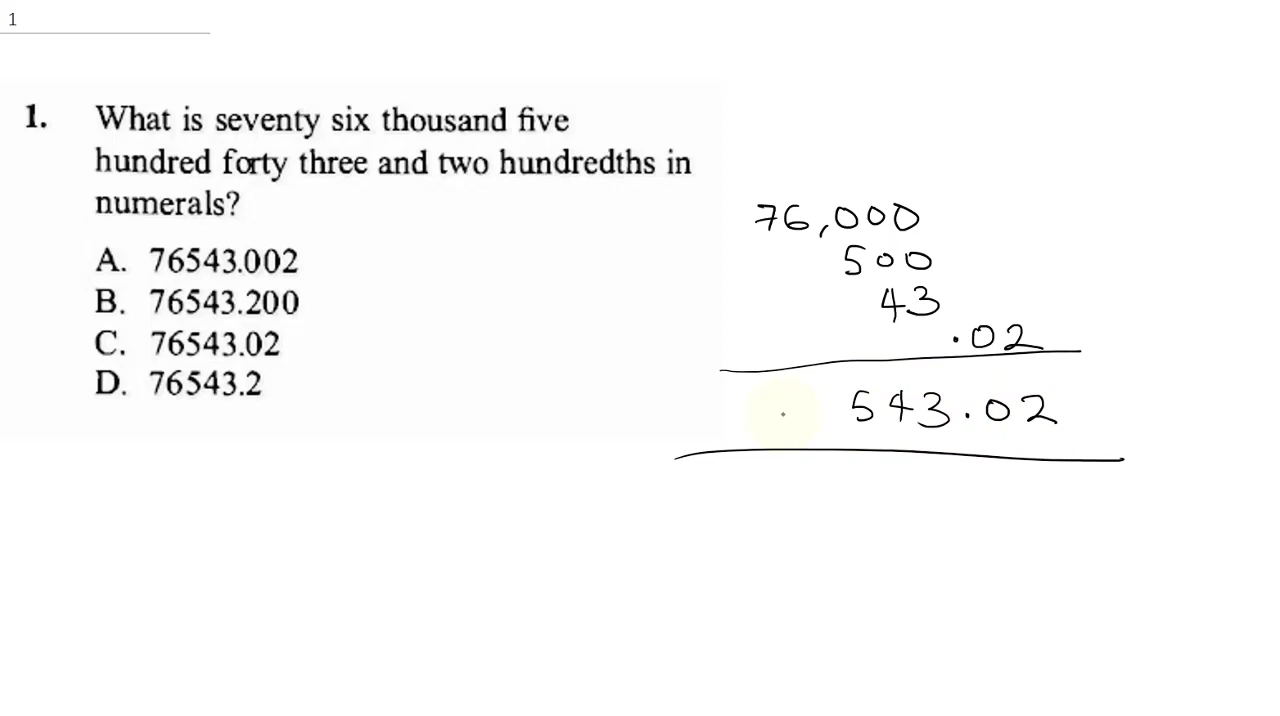 1
1. What is seventy six thousand five
hundred forty three and two hundredths in
numerals?
A. 76543.002
B. 76543.200
C. 76543.02
D. 76543.2
76,000
500
43
.02
543.02